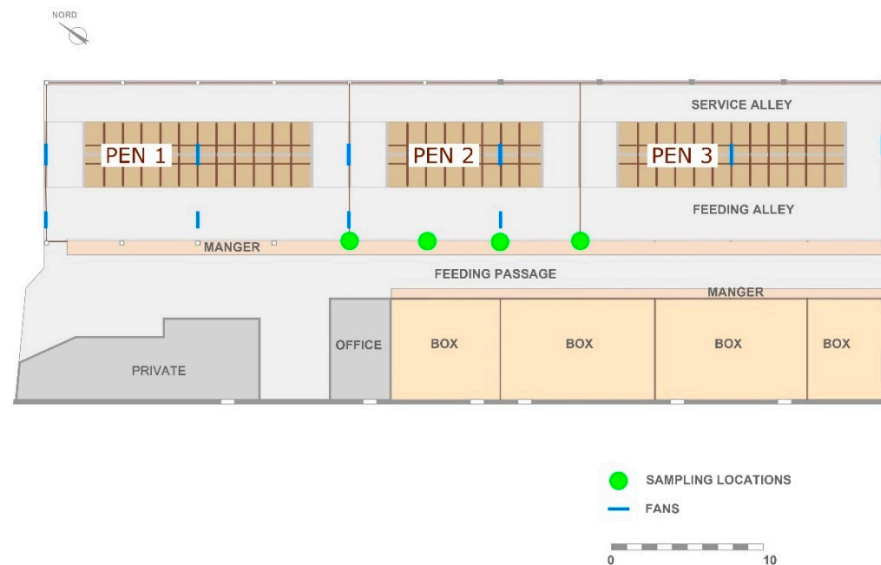 NORD
SERVICE ALLEY
PEN 1
PEN 2
PEN 3
FEEDING ALLEY
MANGER
FEEDING PASSAGE
MANGER
OFFICE
BOX
BOX
BOX
BOX
PRIVATE
SAMPLING LOCATIONS
FANS
0 10